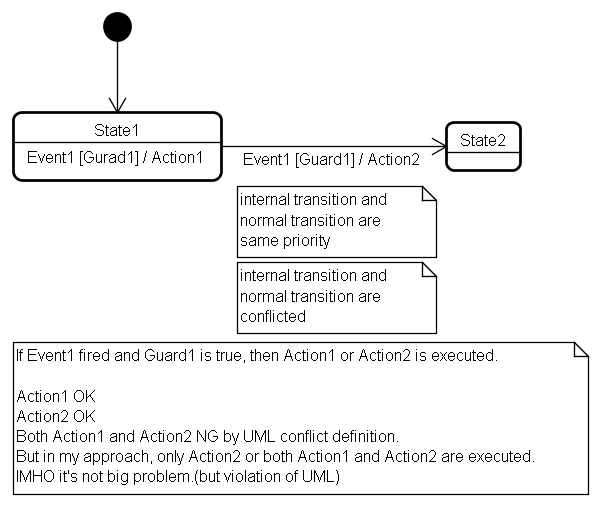 State1
Event1 [Gurad1] / Action1
State2
Event1 [Guard1] / Action2
internal transition and
normal transition are
same priority
internal transition and
normal transition are
conflicted
If Event1 fired and Guard1 is true, then Action1 or Action2 is executed.
Action1 OK
Action2 OK
Both Action1 and Action2 NG by UML conflict definition.
But in my approach, only Action2 or both Action1 and Action2 are executed.
IMHO it's not big problem.(but violation of UML)